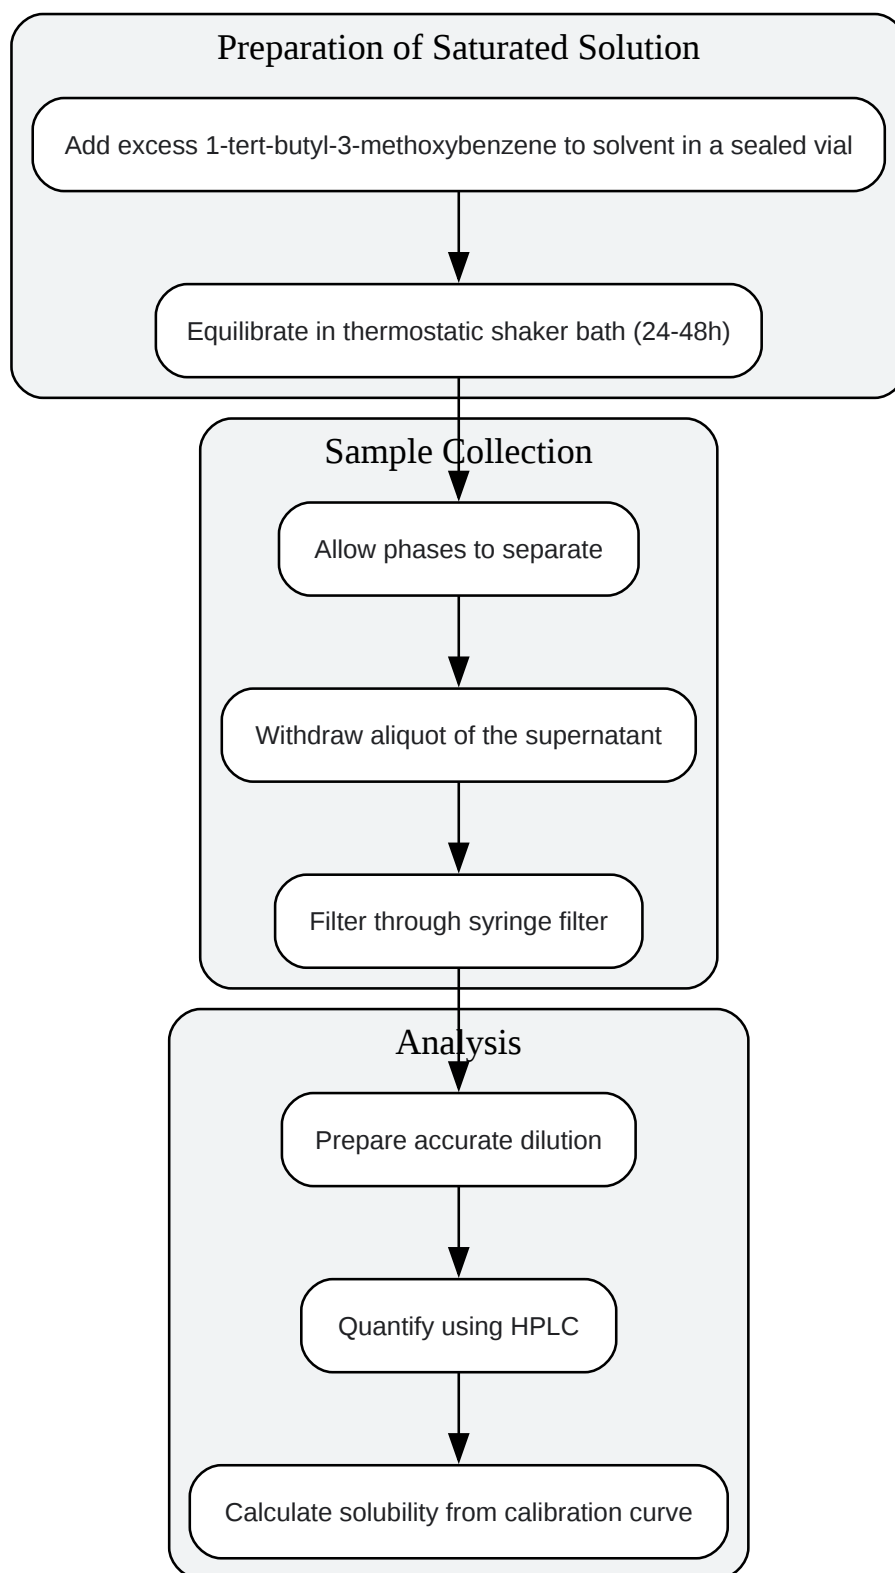 Preparation of Saturated Solution
Add excess 1-tert-butyl-3-methoxybenzene to solvent in a sealed vial
Equilibrate in thermostatic shaker bath (24-48h)
Sample Collection
Allow phases to separate
Withdraw aliquot of the supernatant
Filter through syringe filter
Analysis
Prepare accurate dilution
Quantify using HPLC
Calculate solubility from calibration curve